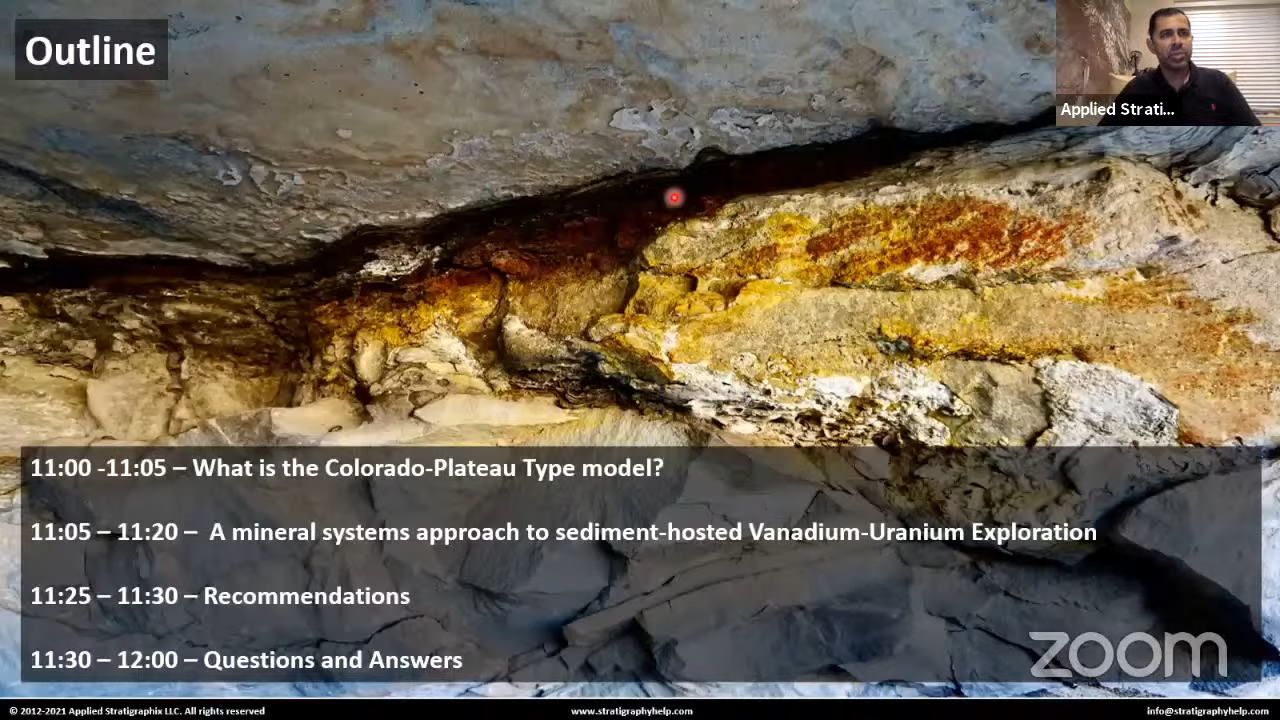 Outline
Applied Strati...
11:00 -11:05 – What is the Colorado-Plateau Type model?
11:05 – 11:20 –  A mineral systems approach to sediment-hosted Vanadium-Uranium Exploration
11:25 – 11:30 – Recommendations
11:30 – 12:00 – Questions and Answers
zoom
© 2012-2021 Applied Stratigraphix LLC. All rights reserved
www.stratigraphyhelp.com
info@stratigraphyhelp.com